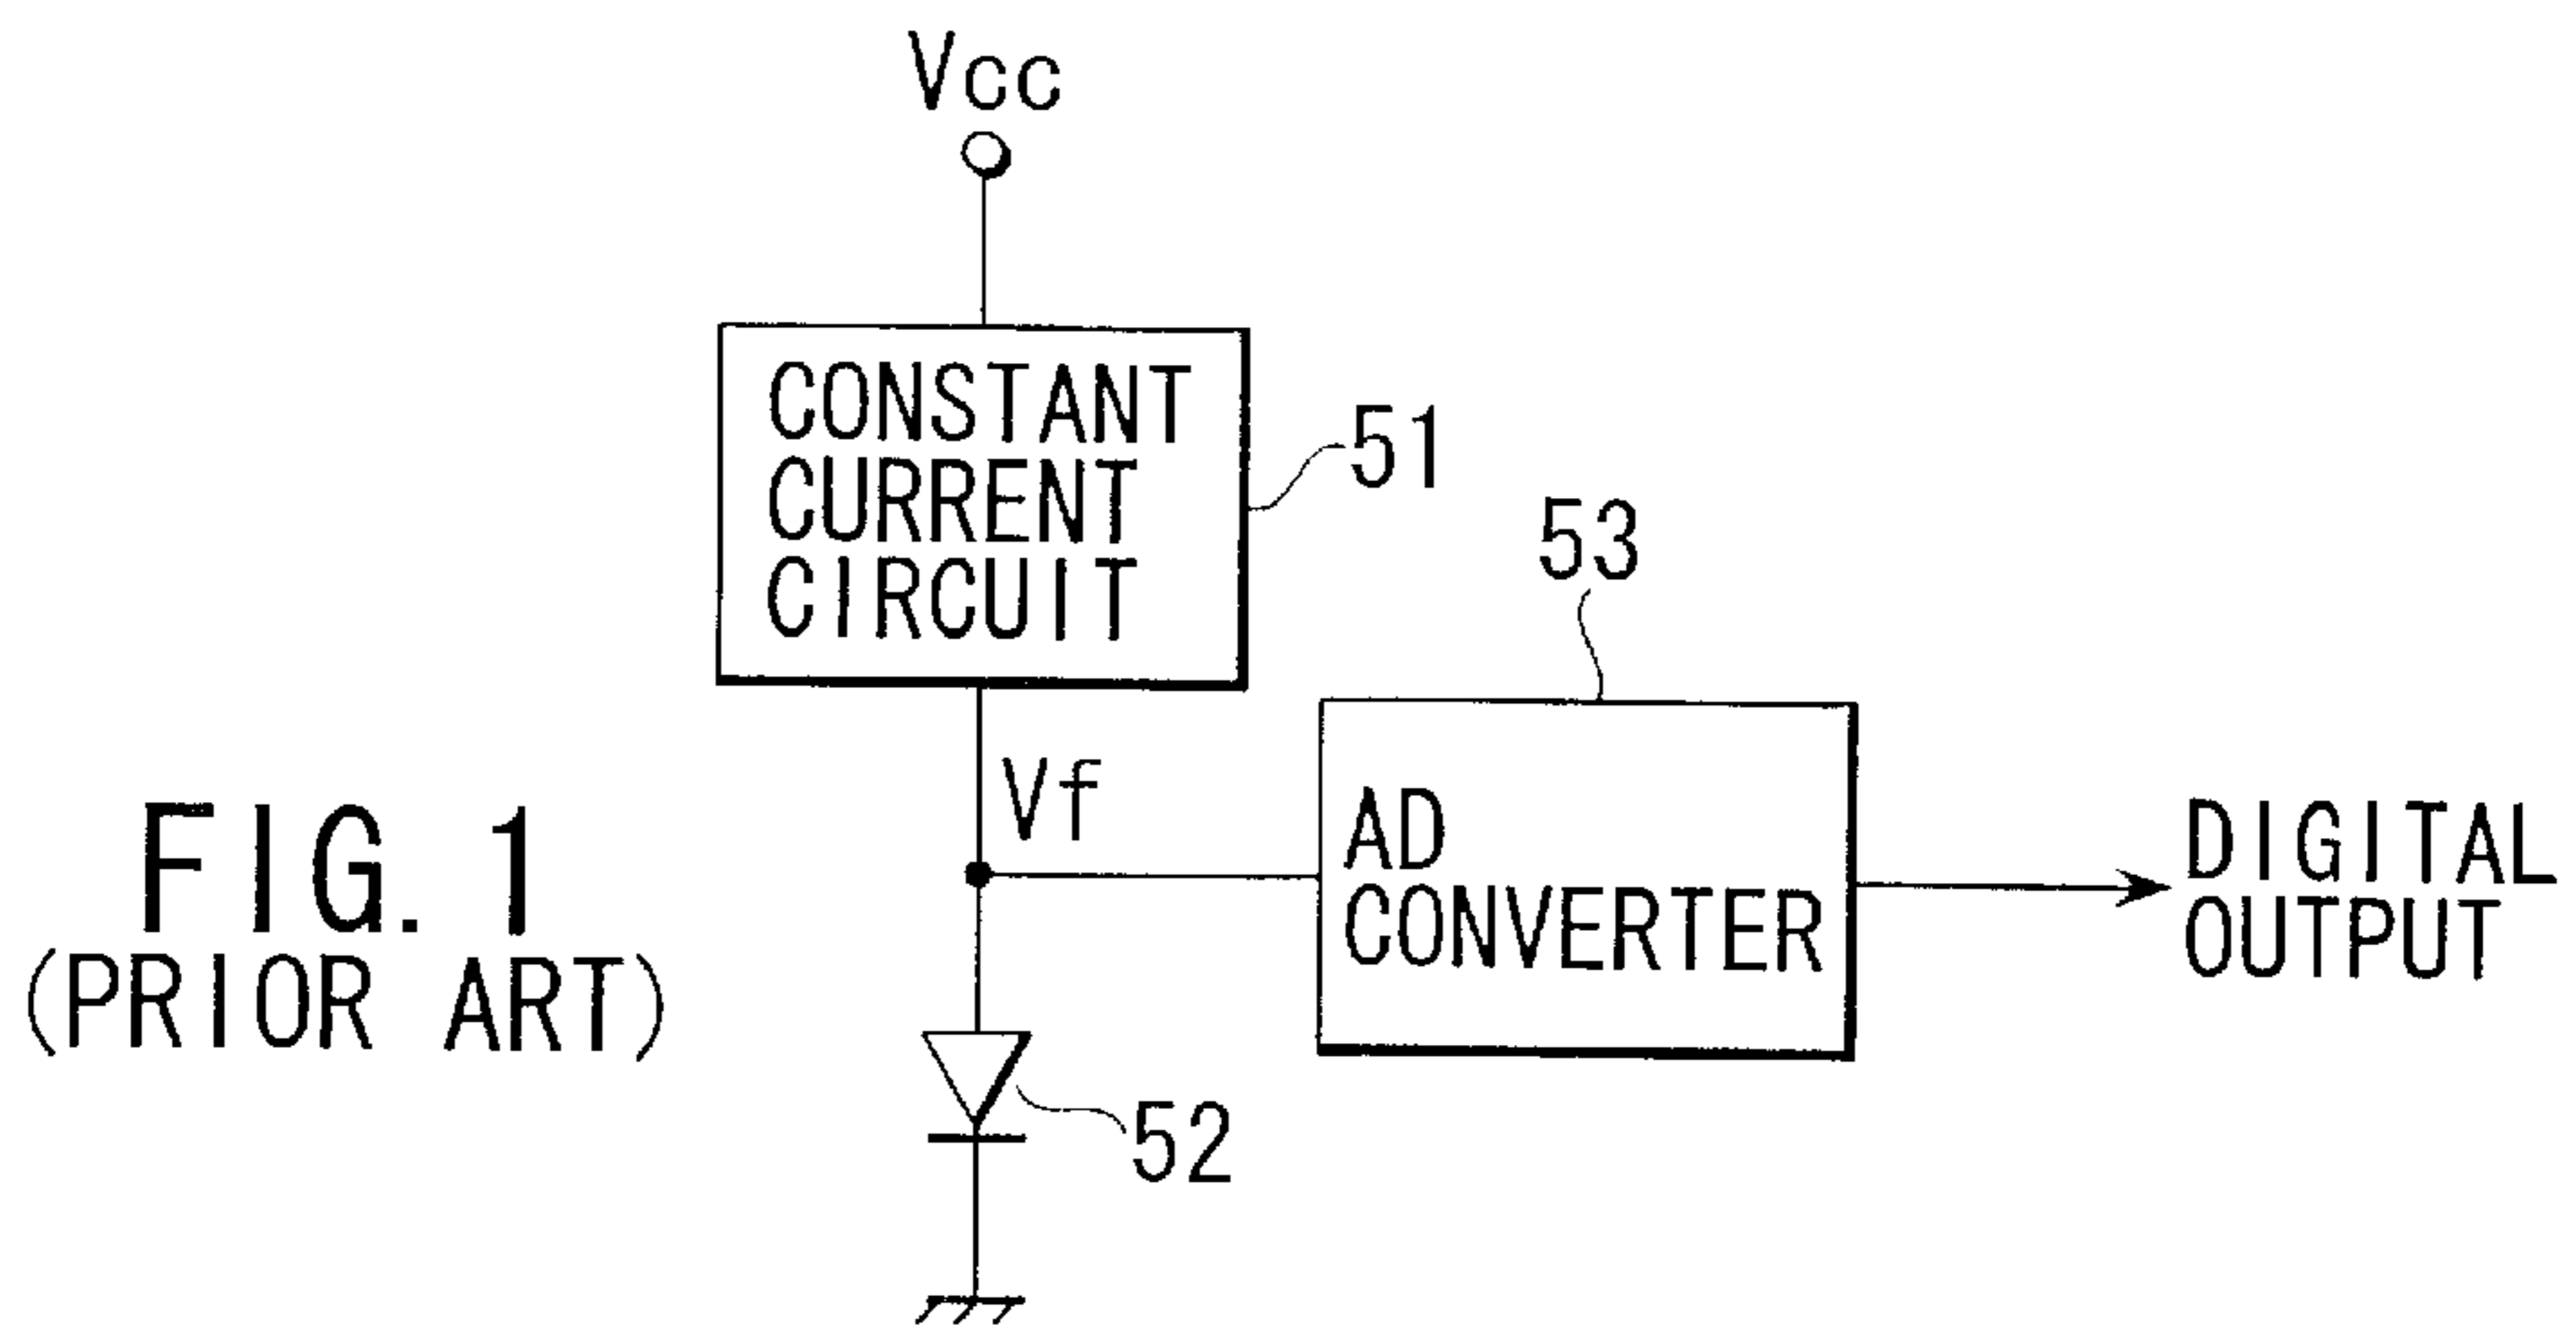 Vcc
CONSTANT
CURRENT
CIRCUIT
51
53
Vf
AD
CONVERTER
DIGITAL
OUTPUT
FIG. 1
(PRIOR ART)
52